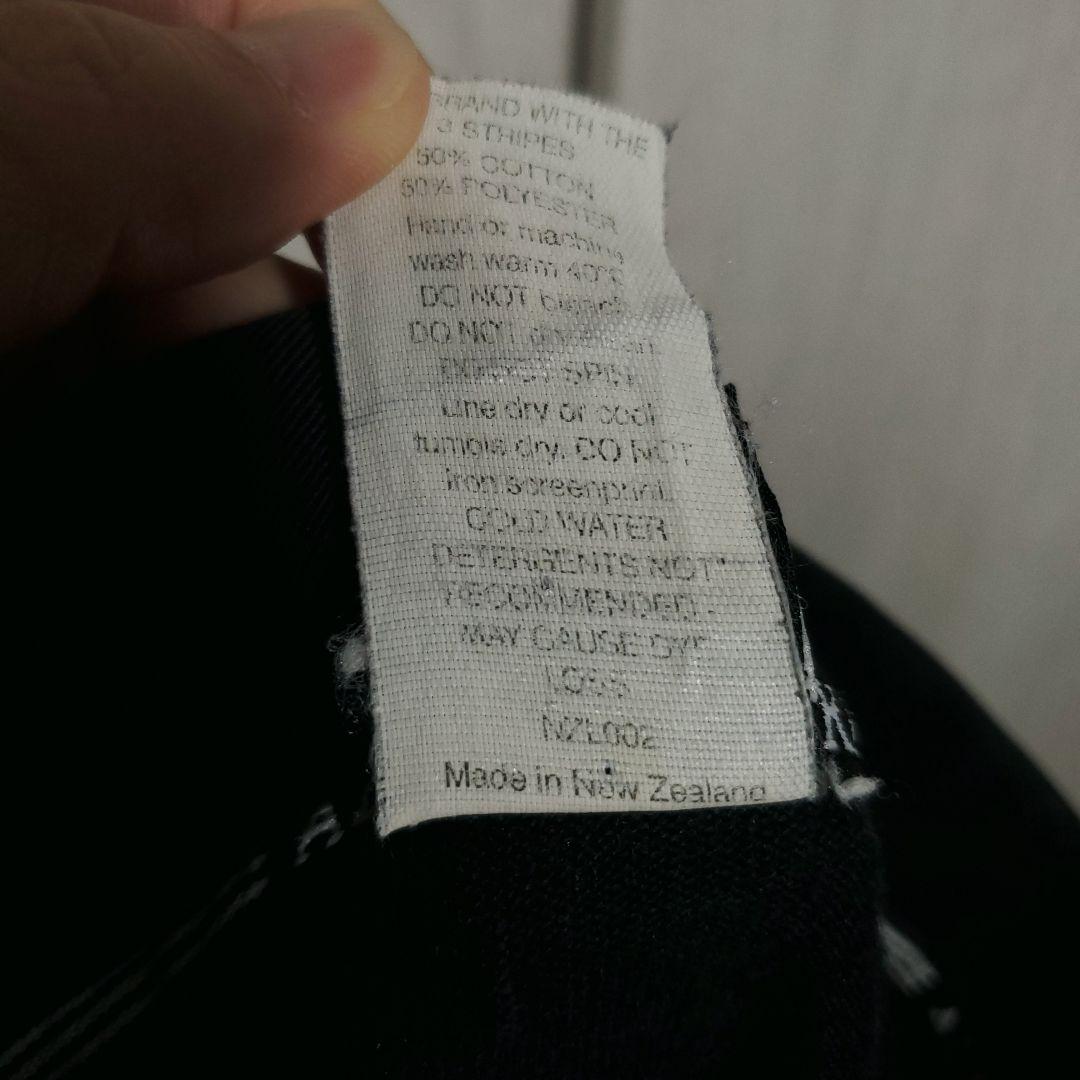 BRAND WITH THE
3 STRIPES
50% COTTON
50% POLYESTER
Hand or machine
wash warm 40°C
DO NOT bleach
DO NOT
SPIN
Line dry or cool
tumble dry. DO NOT
iron screenprint.
COLD WATER
DETERGENTS NOT
RECOMMENDED -
MAY CAUSE DYE
LOSS
NZL002
Made in New Zealand